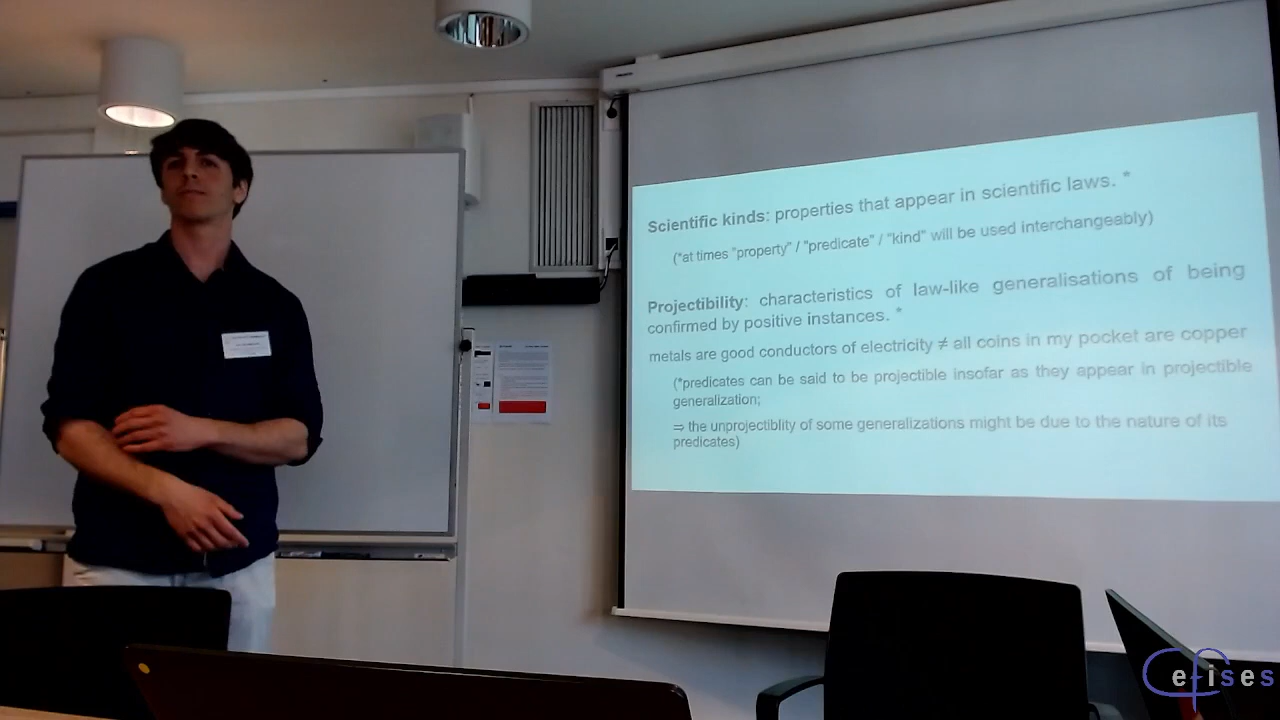 Scientific kinds: properties that appear in scientific laws. *
(*at times "property" / "predicate" / "kind" will be used interchangeably)
Projectibility: characteristics of law-like generalisations of being
confirmed by positive instances. *
metals are good conductors of electricity ≠ all coins in my pocket are copper
(*predicates can be said to be projectible insofar as they appear in projectible
generalization;
⇒ the unprojectiblity of some generalizations might be due to the nature of its
predicates)
Cefises